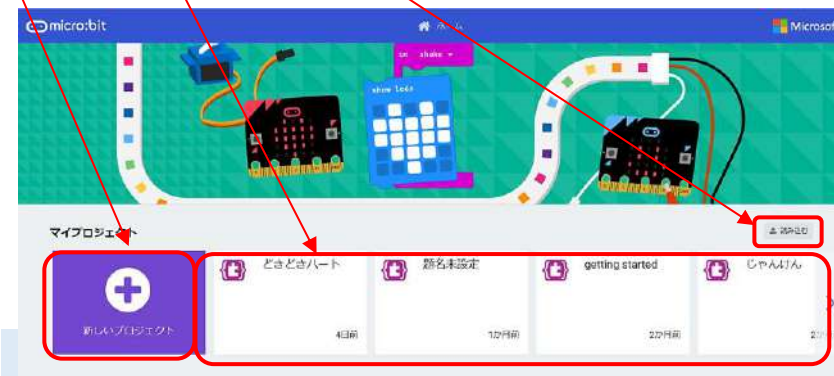 micro:bit
ホーム
Microsoft
on shake
show leds
マイプロジェクト
読み込む
新しいプロジェクト
どきどきハート
4日前
題名未設定
1か月前
getting started
2か月前
じゃんけん